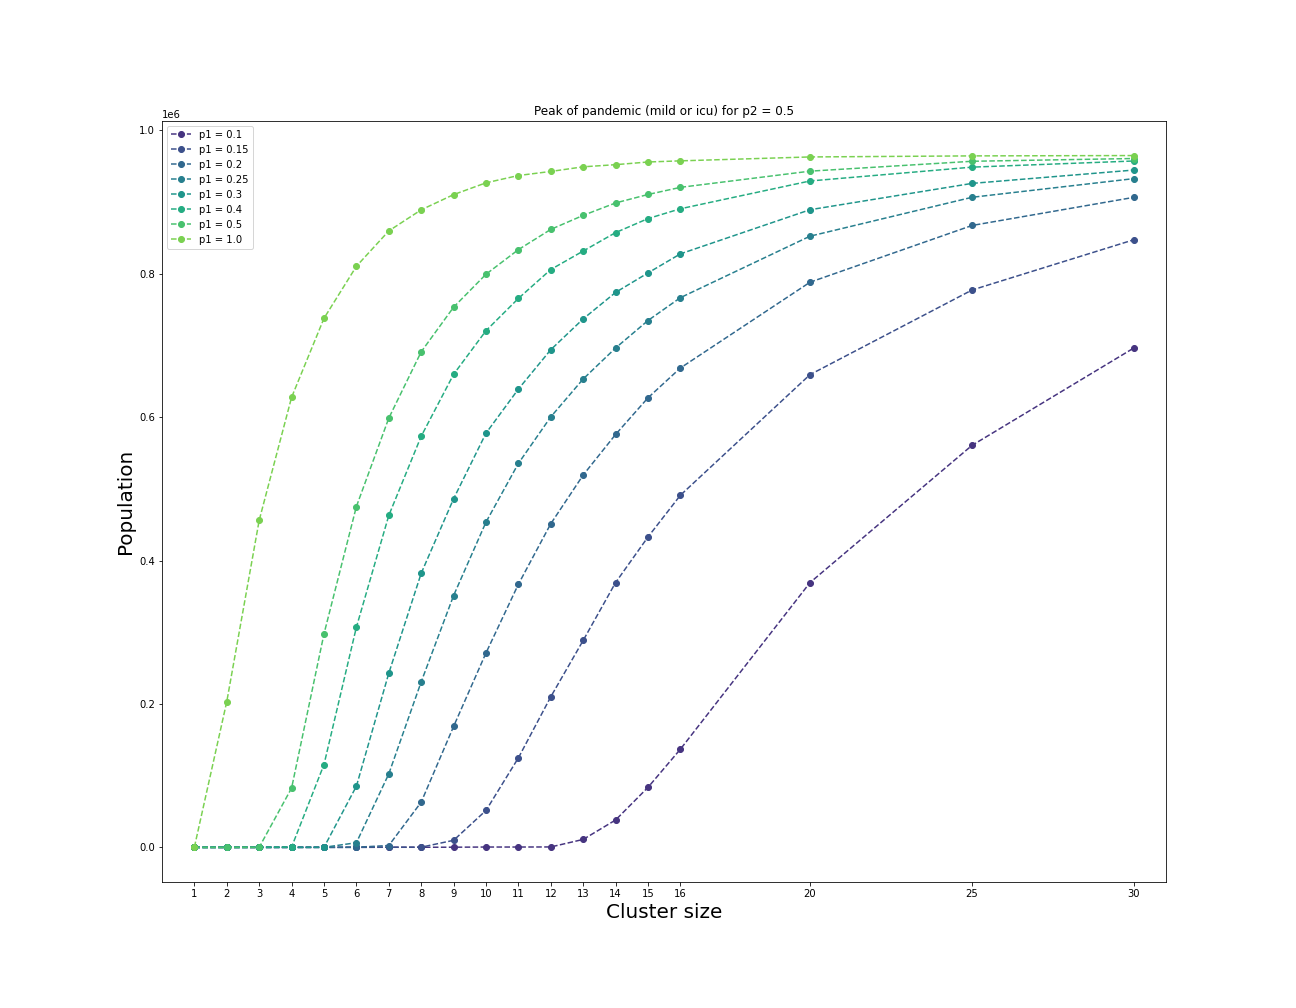 Peak of pandemic (mild or icu) for p2 = 0.5
1e6
1.0
0.8
0.6
0.4
0.2
0.0
Population
p1 = 0.1
p1 = 0.15
p1 = 0.2
p1 = 0.25
p1 = 0.3
p1 = 0.4
p1 = 0.5
p1 = 1.0
1 2 3 4 5 6 7 8 9 10 11 12 13 14 15 16 20 25 30
Cluster size